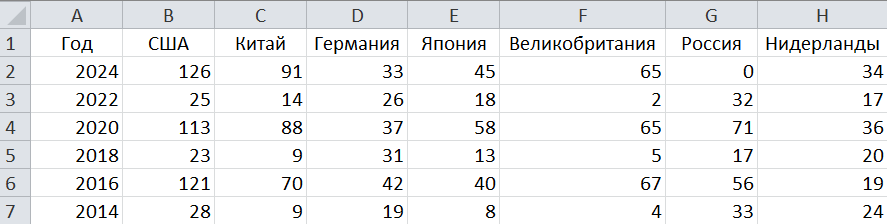 A B C D E F G H
1 Год США Китай Германия Япония Великобритания Россия Нидерланды
2 2024 126 91 33 45 65 0 34
3 2022 25 14 26 18 2 32 17
4 2020 113 88 37 58 65 71 36
5 2018 23 9 31 13 5 17 20
6 2016 121 70 42 40 67 56 19
7 2014 28 9 19 8 4 33 24